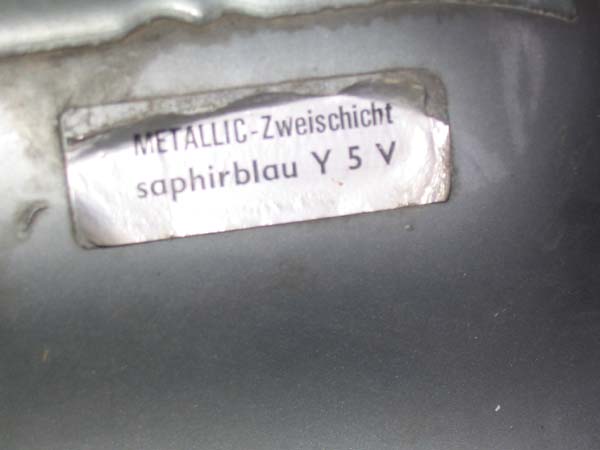 METALLIC-Zweischicht
saphirblau Y 5 V